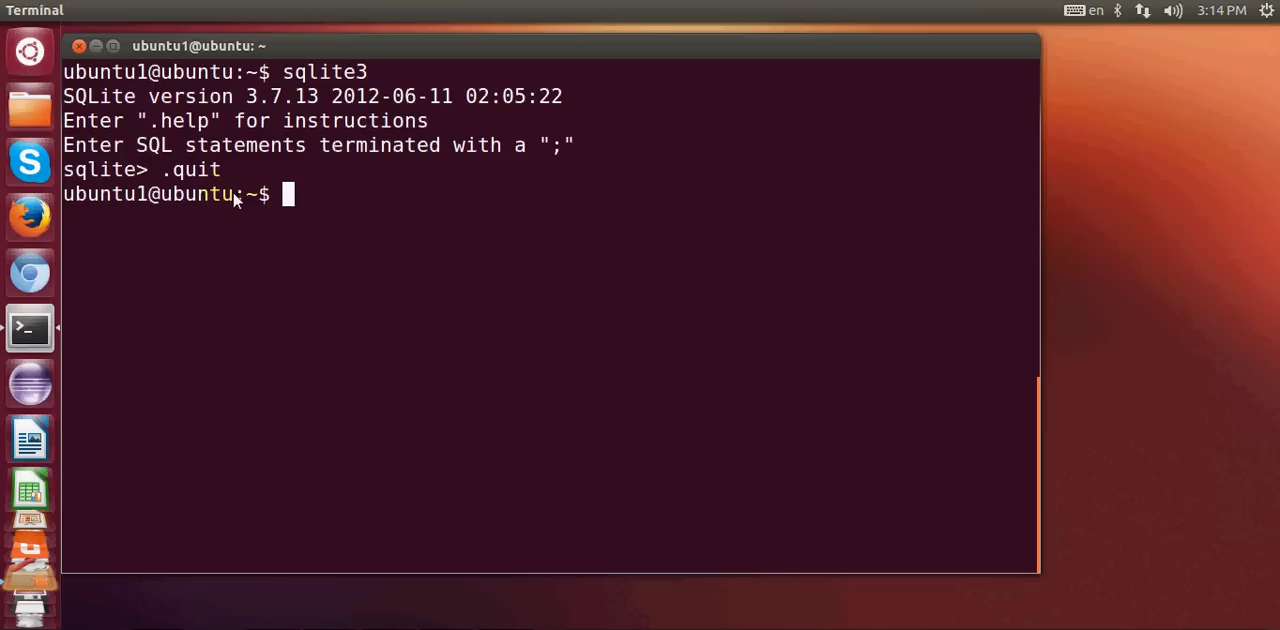 Terminal
en
3:14 PM
ubuntu1@ubuntu: ~
ubuntu1@ubuntu:~$ sqlite3
SQLite version 3.7.13 2012-06-11 02:05:22
Enter ".help" for instructions
Enter SQL statements terminated with a ";"
sqlite> .quit
ubuntu1@ubuntu:~$